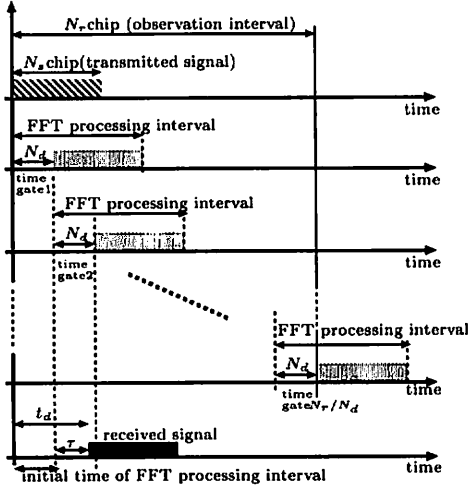 N_r chip (observation interval)
N_s chip(transmitted signal)
time
FFT processing interval
N_d
time
gate1
time
FFT processing interval
N_d
time
gate2
time
FFT processing interval
N_d
time
gateN_r/N_d
time
t_d
received signal
τ
time
initial time of FFT processing interval